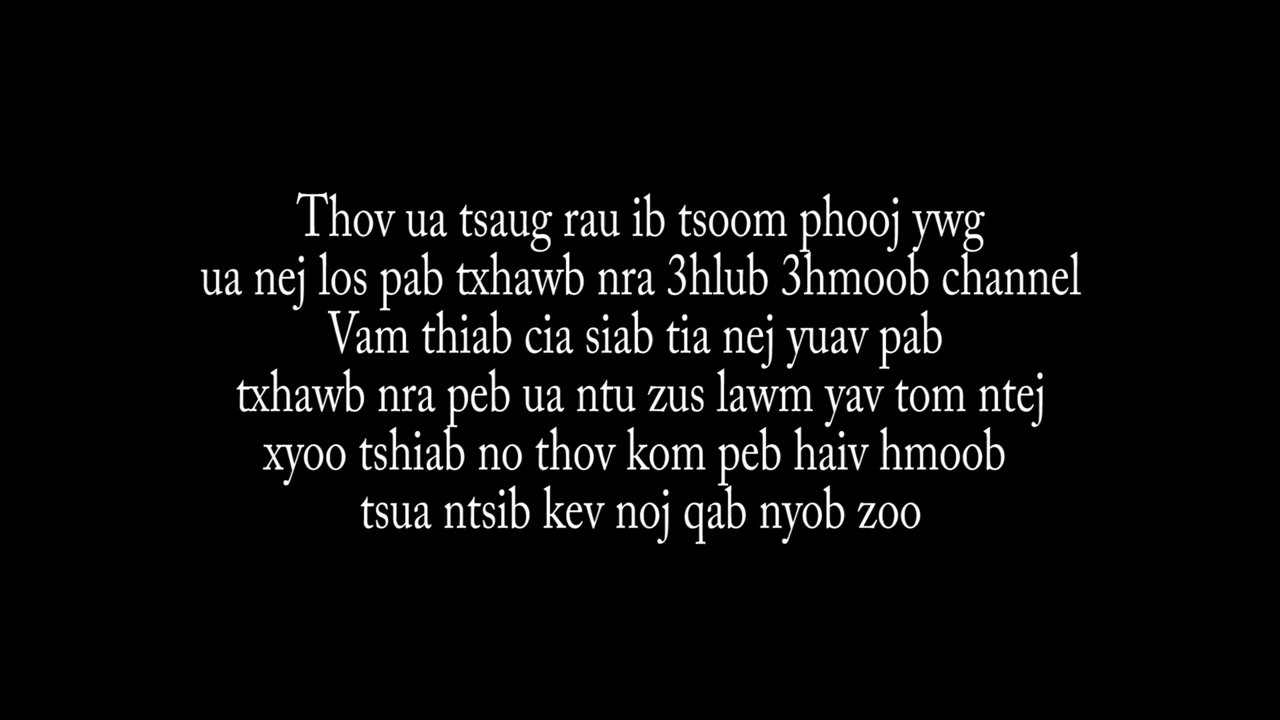 Thov ua tsaug rau ib tsoom phooj ywg
ua nej los pab txhawb nra 3hlub 3hmoob channel
Vam thiab cia siab tia nej yuav pab
txhawb nra peb ua ntu zus lawm yav tom ntej
xyoo tshiab no thov kom peb haiv hmoob
tsua ntsib kev noj qab nyob zoo